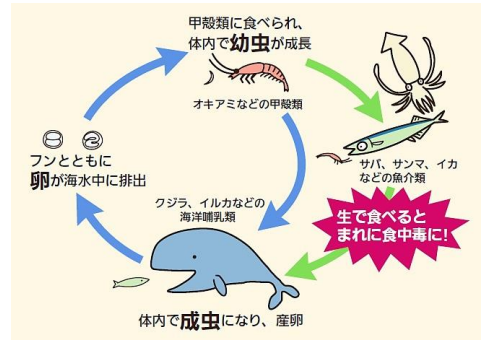 甲殻類に食べられ、
体内で幼虫が成長
オキアミなどの甲殻類
サバ、サンマ、イカ
などの魚介類
生で食べると
まれに食中毒に!
クジラ、イルカなどの
海洋哺乳類
体内で成虫になり、産卵
フンとともに
卵が海水中に排出